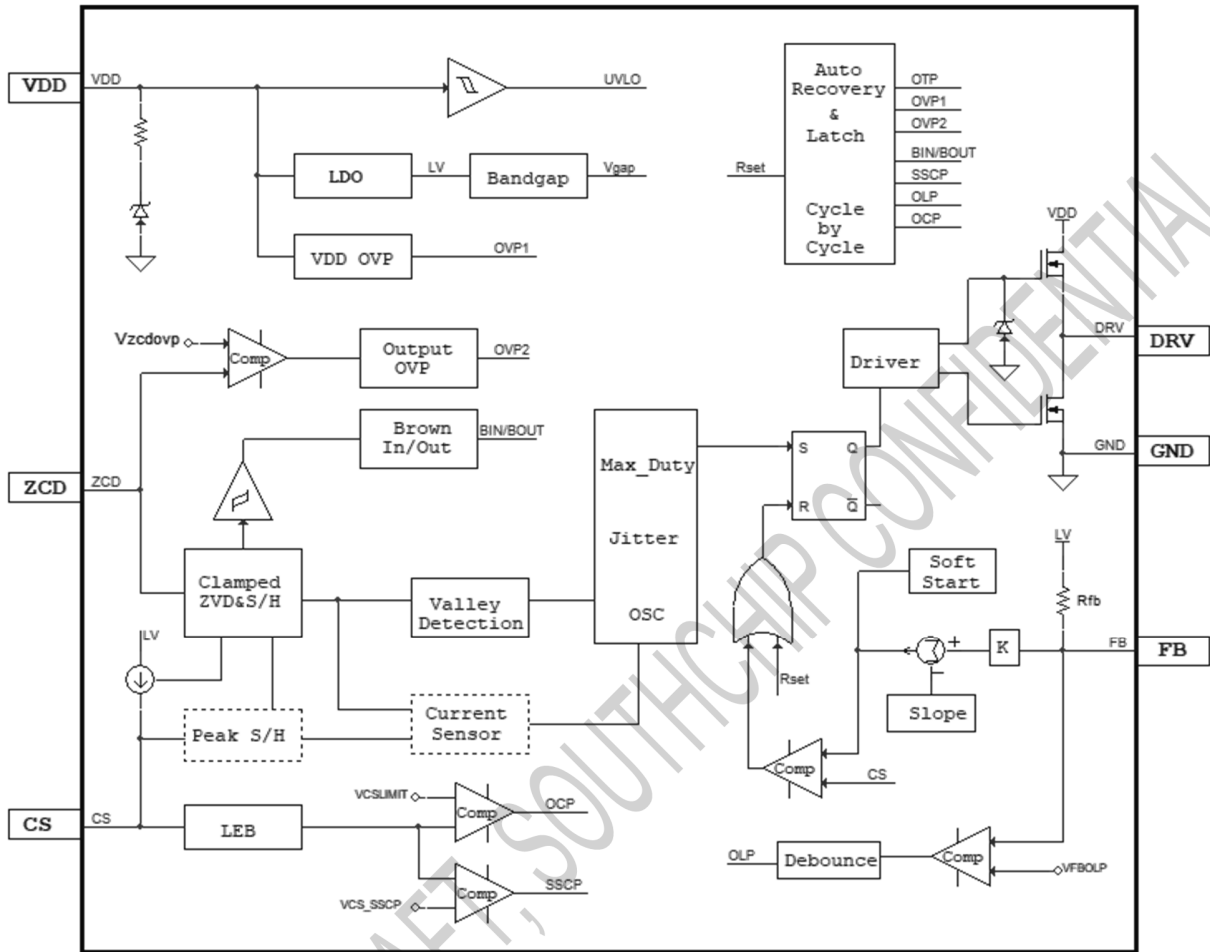 VDD
VDD
UVLO
LDO
LV
Bandgap
Vgap
VDD OVP
OVP1
Auto
Recovery
&
Latch
Cycle
by
Cycle
Rset
OTP
OVP1
OVP2
BIN/BOUT
SSCP
OLP
OCP
VDD
DRV
DRV
GND
GND
Driver
Vzcdovp
Comp
Output
OVP
OVP2
Brown
In/Out
BIN/BOUT
ZCD
ZCD
Clamped
ZVD&S/H
Valley
Detection
Max_Duty
Jitter
OSC
S
Q
R
Q
Rset
Soft
Start
LV
Rfb
FB
FB
K
+
Slope
Comp
CS
LV
Peak S/H
Current
Sensor
CS
CS
LEB
VCSLIMIT
Comp
OCP
VCS_SSCP
Comp
SSCP
OLP
Debounce
Comp
VFBOLP
AFT, SOUTHCHIP CONFIDENTIAL